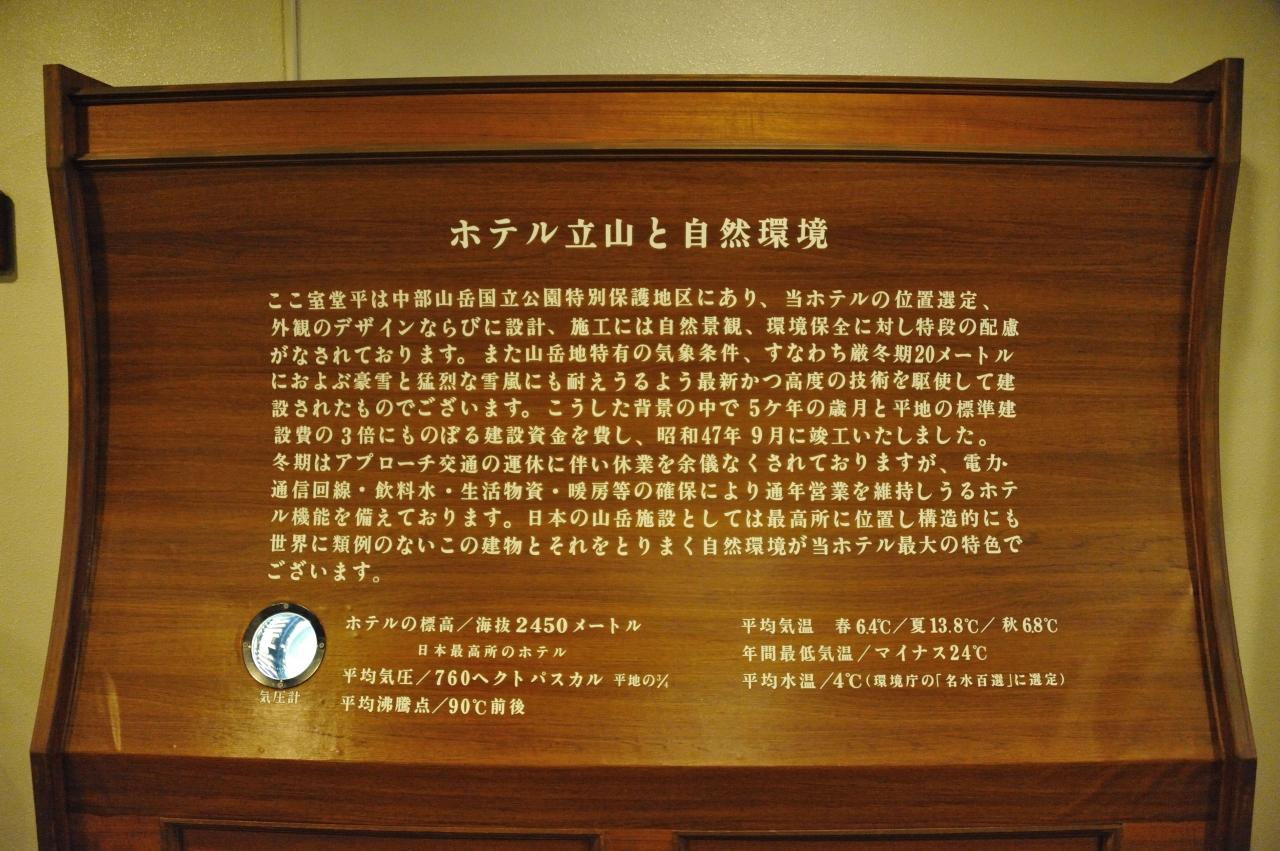 ホテル立山と自然環境
ここ室堂平は中部山岳国立公園特別保護地区にあり、当ホテルの位置選定、
外観のデザインならびに設計、施工には自然景観、環境保全に対し特段の配慮
がなされております。また山岳地特有の気象条件、すなわち厳冬期20メートル
におよぶ豪雪と猛烈な雪嵐にも耐えうるよう最新かつ高度の技術を駆使して建
設されたものでございます。こうした背景の中で5ケ年の歳月と平地の標準建
設費の3倍にものぼる建設資金を費し、昭和47年9月に竣工いたしました。
冬期はアプローチ交通の運休に伴い休業を余儀なくされておりますが、電力・
通信回線・飲料水・生活物資・暖房等の確保により通年営業を維持しうるホテ
ル機能を備えております。日本の山岳施設としては最高所に位置し構造的にも
世界に類例のないこの建物とそれをとりまく自然環境が当ホテル最大の特色で
ございます。
ホテルの標高／海抜2450メートル
日本最高所のホテル
平均気圧／760ヘクトパスカル 平地の3/4
平均沸騰点／90℃前後
気圧計
平均気温 春6.4℃／夏13.8℃／秋6.8℃
年間最低気温／マイナス24℃
平均水温／4℃(環境庁の「名水百選」に選定)